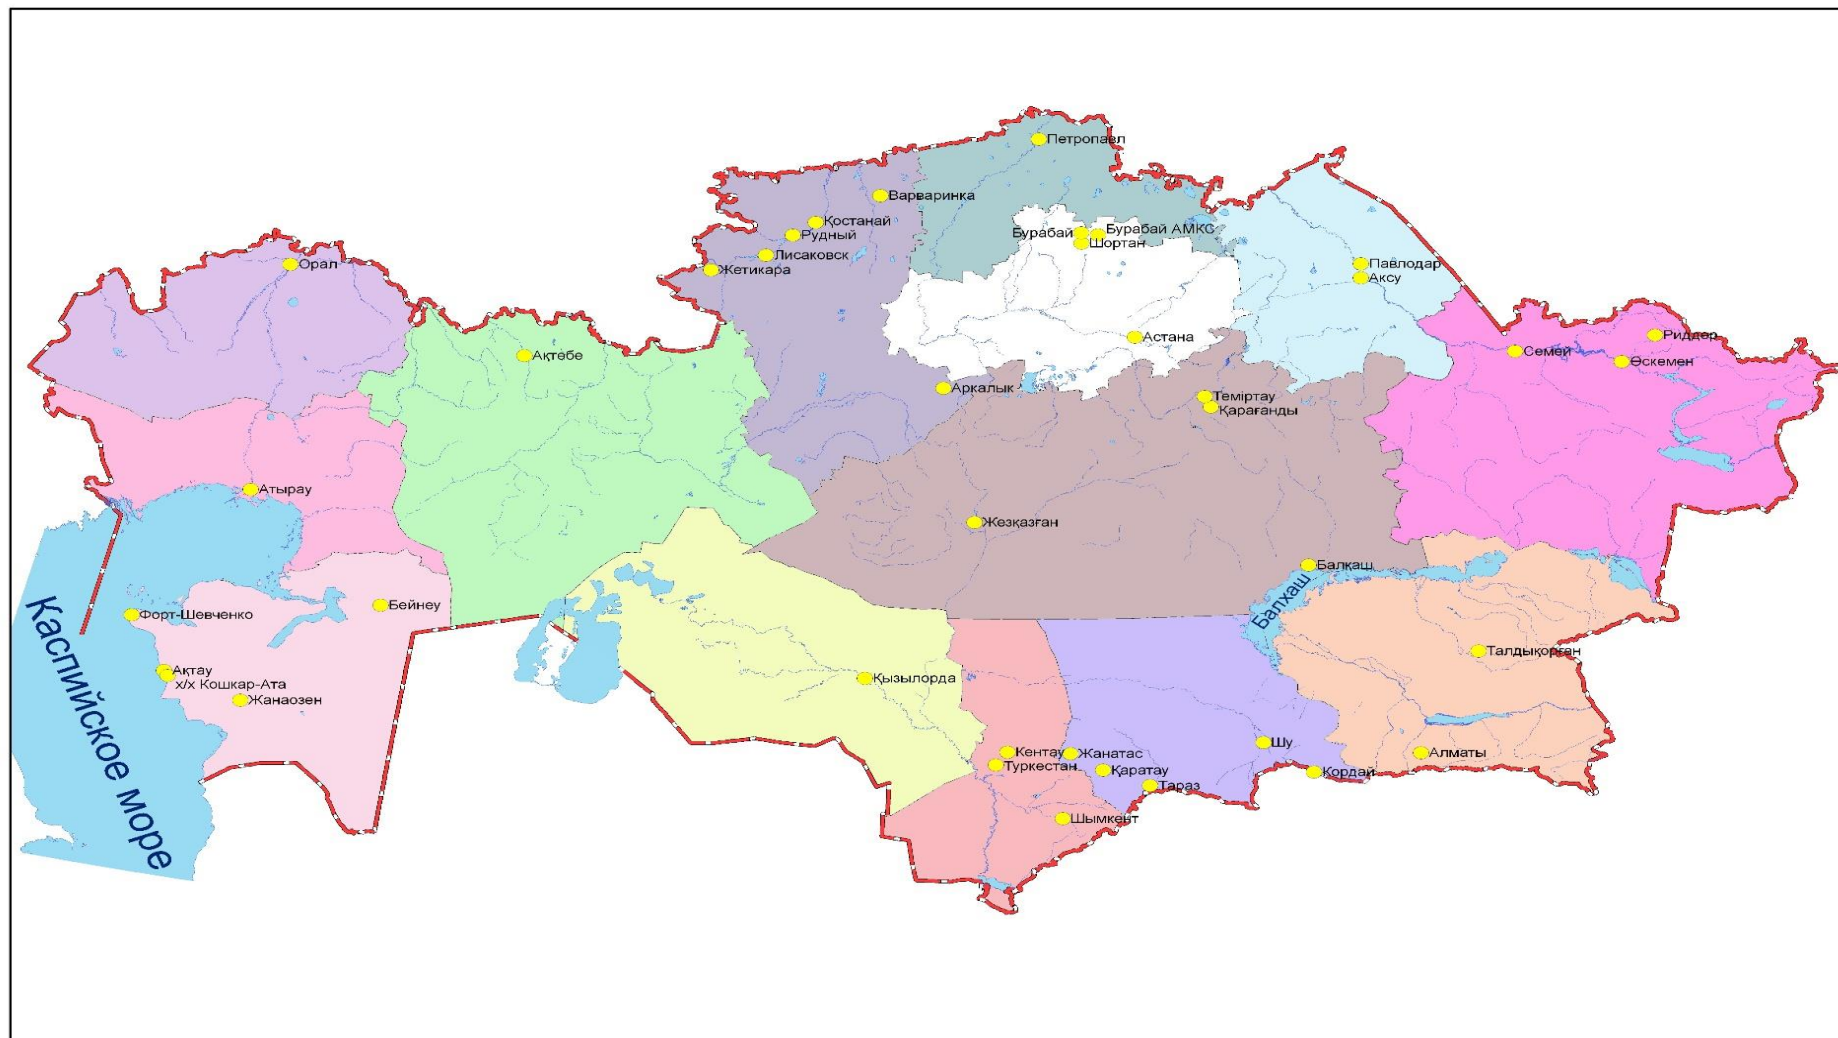 Петропавл
Варваринка
Қостанай
Рудный
Бурабай
Бурабай АМКС
Шортан
Лисаковск
Жетикара
Орал
Павлодар
Аксу
Астана
Риддер
Семей
Өскемен
Ақтөбе
Аркалык
Теміртау
Қарағанды
Атырау
Жезқазған
Балқаш
Балхаш
Бейнеу
Форт-Шевченко
Каспийское море
Ақтау
х/х Кошкар-Ата
Жанаозен
Қызылорда
Талдықорған
Кентау
Туркестан
Жанатас
Қаратау
Тараз
Шу
Қордай
Алматы
Шымкент